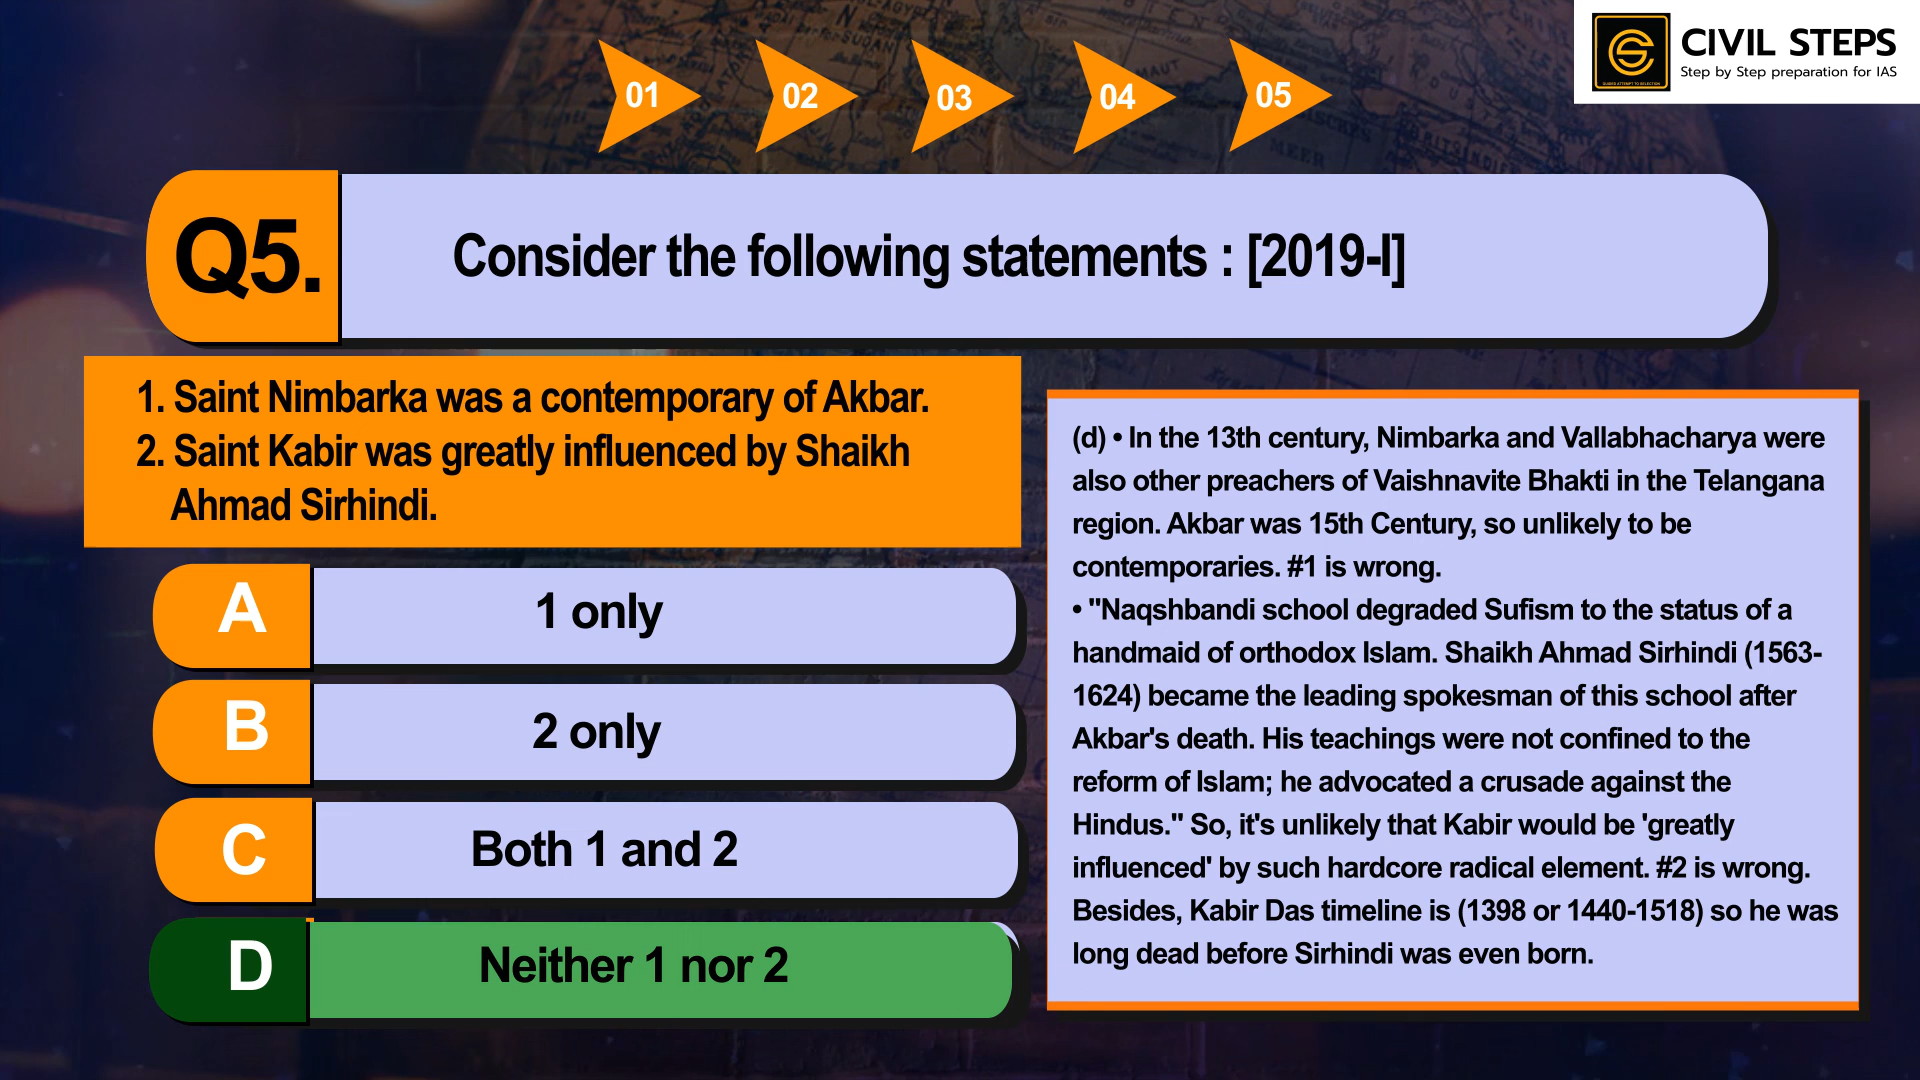 01 02 03 04 05
CIVIL STEPS
Step by Step preparation for IAS
Q5.
Consider the following statements : [2019-I]
1. Saint Nimbarka was a contemporary of Akbar.
2. Saint Kabir was greatly influenced by Shaikh
Ahmad Sirhindi.
A
1 only
B
2 only
C
Both 1 and 2
D
Neither 1 nor 2
(d) • In the 13th century, Nimbarka and Vallabhacharya were
also other preachers of Vaishnavite Bhakti in the Telangana
region. Akbar was 15th Century, so unlikely to be
contemporaries. #1 is wrong.
• "Naqshbandi school degraded Sufism to the status of a
handmaid of orthodox Islam. Shaikh Ahmad Sirhindi (1563-
1624) became the leading spokesman of this school after
Akbar's death. His teachings were not confined to the
reform of Islam; he advocated a crusade against the
Hindus." So, it's unlikely that Kabir would be 'greatly
influenced' by such hardcore radical element. #2 is wrong.
Besides, Kabir Das timeline is (1398 or 1440-1518) so he was
long dead before Sirhindi was even born.